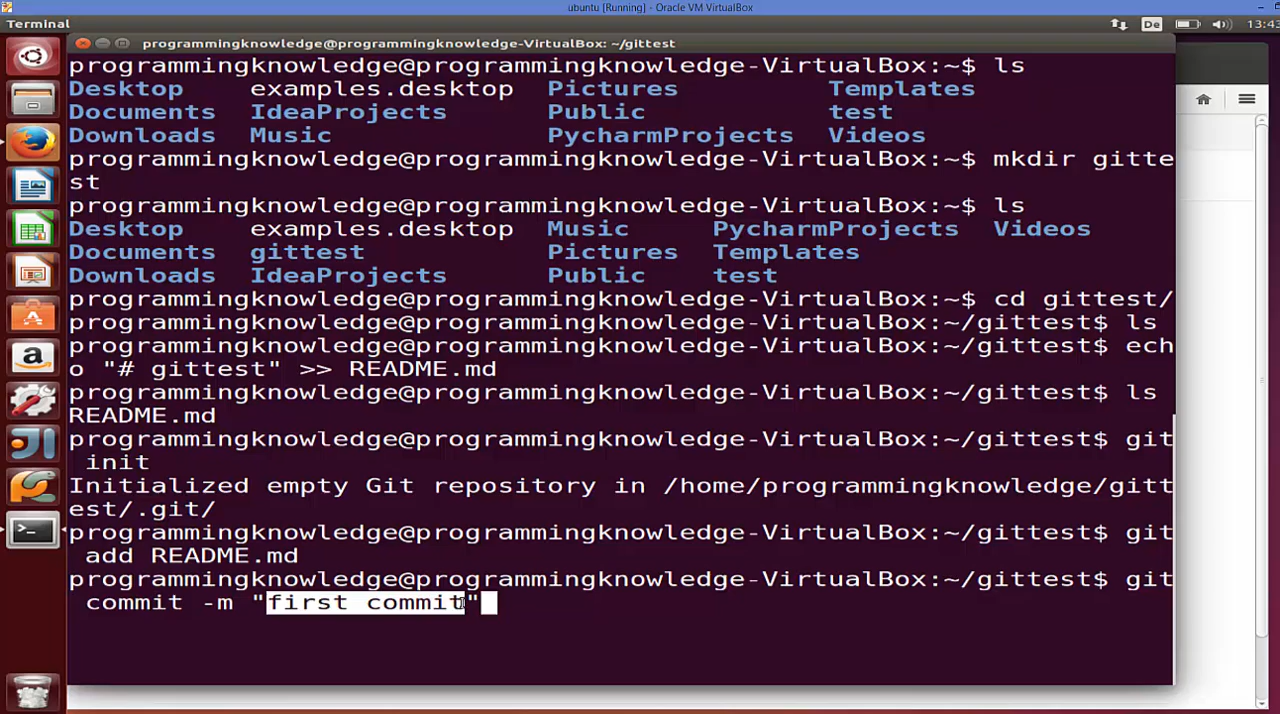 ubuntu [Running] - Oracle VM VirtualBox
Terminal De 13:43
programmingknowledge@programmingknowledge-VirtualBox: ~/gittest
programmingknowledge@programmingknowledge-VirtualBox:~$ ls
Desktop examples.desktop Pictures Templates
Documents IdeaProjects Public test
Downloads Music PycharmProjects Videos
programmingknowledge@programmingknowledge-VirtualBox:~$ mkdir gitte
st
programmingknowledge@programmingknowledge-VirtualBox:~$ ls
Desktop examples.desktop Music PycharmProjects Videos
Documents gittest Pictures Templates
Downloads IdeaProjects Public test
programmingknowledge@programmingknowledge-VirtualBox:~$ cd gittest/
programmingknowledge@programmingknowledge-VirtualBox:~/gittest$ ls
programmingknowledge@programmingknowledge-VirtualBox:~/gittest$ ech
o "# gittest" >> README.md
programmingknowledge@programmingknowledge-VirtualBox:~/gittest$ ls
README.md
programmingknowledge@programmingknowledge-VirtualBox:~/gittest$ git
init
Initialized empty Git repository in /home/programmingknowledge/gitt
est/.git/
programmingknowledge@programmingknowledge-VirtualBox:~/gittest$ git
add README.md
programmingknowledge@programmingknowledge-VirtualBox:~/gittest$ git
commit -m "first commit"